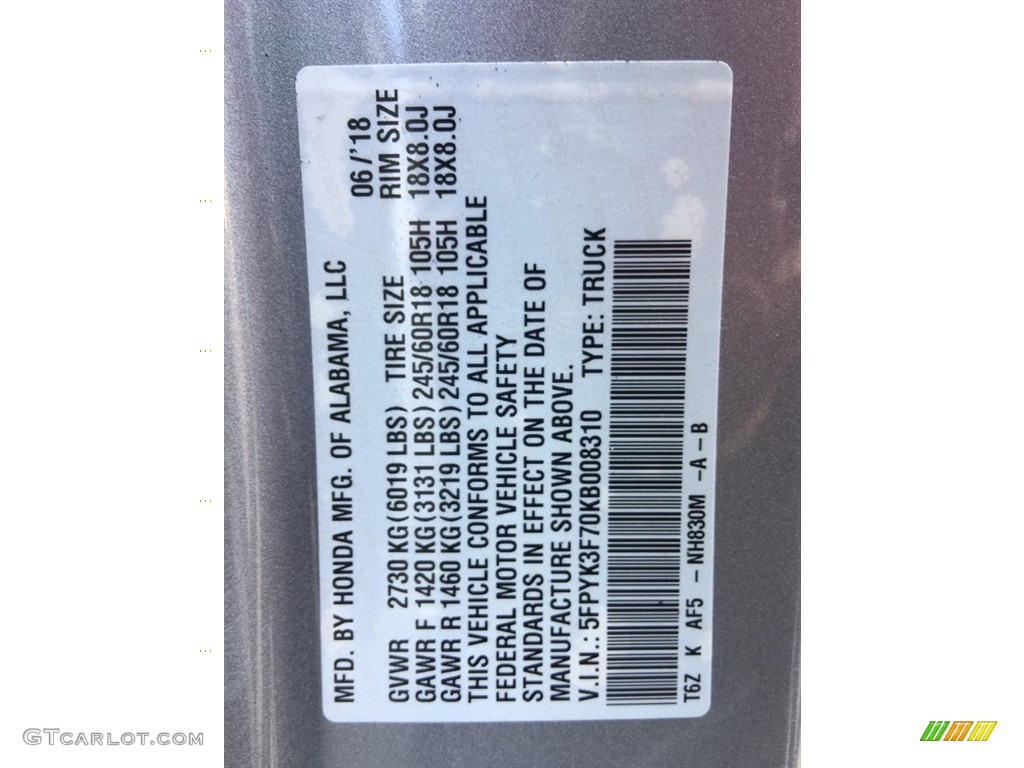 MFD. BY HONDA MFG. OF ALABAMA, LLC 06/'18
GVWR 2730 KG (6019 LBS) TIRE SIZE RIM SIZE
GAWR F 1420 KG (3131 LBS) 245/60R18 105H 18X8.0J
GAWR R 1460 KG (3219 LBS) 245/60R18 105H 18X8.0J
THIS VEHICLE CONFORMS TO ALL APPLICABLE
FEDERAL MOTOR VEHICLE SAFETY
STANDARDS IN EFFECT ON THE DATE OF
MANUFACTURE SHOWN ABOVE.
V.I.N.: 5FPYK3F70KB008310 TYPE: TRUCK
T6Z K AF5 - NH830M - A - B
GTCARLOT.COM